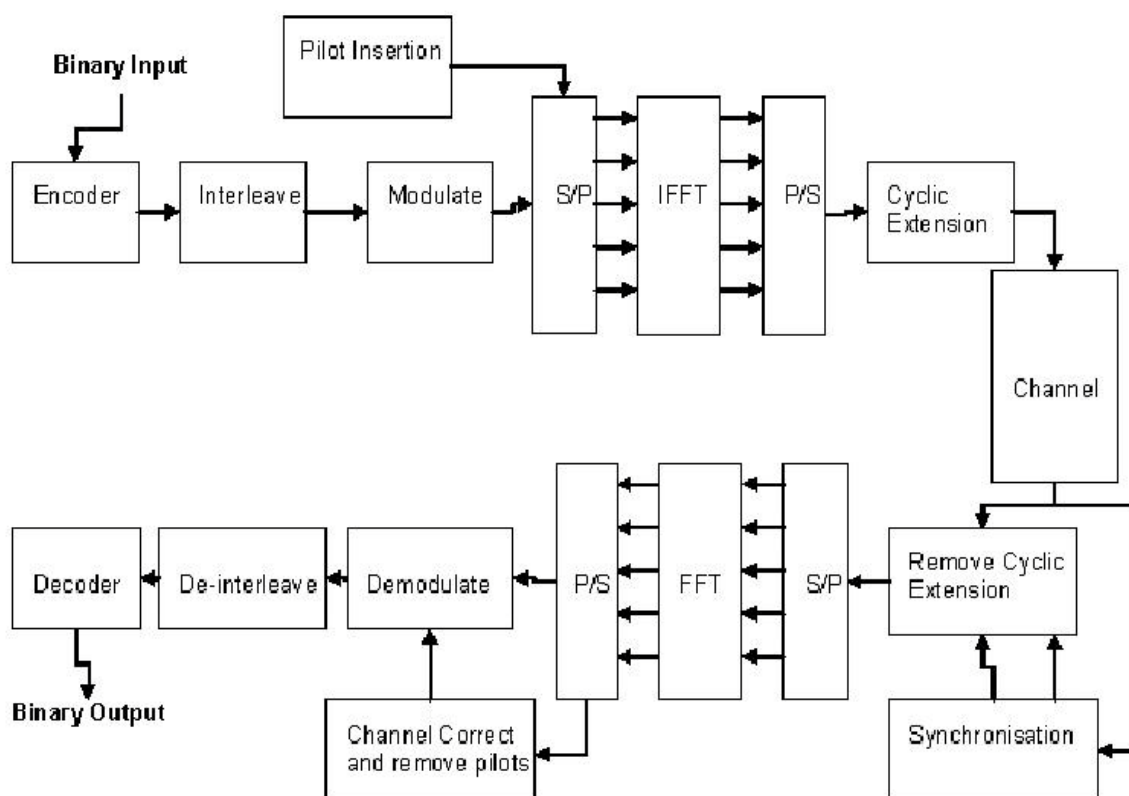 Pilot Insertion
Binary Input
Encoder
Interleave
Modulate
S/P
IFFT
P/S
Cyclic
Extension
Channel
Decoder
De-interleave
Demodulate
P/S
FFT
S/P
Remove Cyclic
Extension
Binary Output
Channel Correct
and remove pilots
Synchronisation